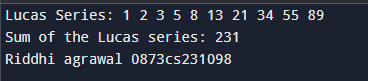 Lucas Series: 1 2 3 5 8 13 21 34 55 89
Sum of the Lucas series: 231
Riddhi agrawal 0873cs231098